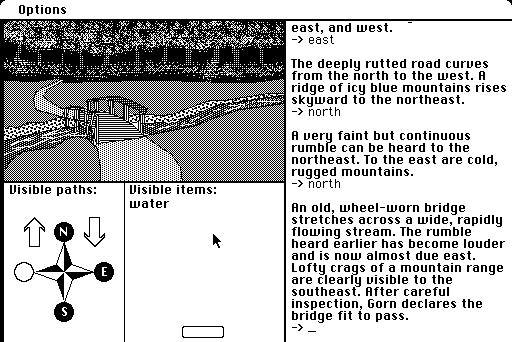 Options
east, and west.
-> east
The deeply rutted road curves
from the north to the west. A
ridge of icy blue mountains rises
skyward to the northeast.
-> north
A very faint but continuous
rumble can be heard to the
northeast. To the east are cold,
rugged mountains.
-> north
An old, wheel-worn bridge
stretches across a wide, rapidly
flowing stream. The rumble
heard earlier has become louder
and is now almost due east.
Lofty crags of a mountain range
are clearly visible to the
southeast. After careful
inspection, Gorn declares the
bridge fit to pass.
-> _
Visible paths:
N
E
S
Visible items:
water